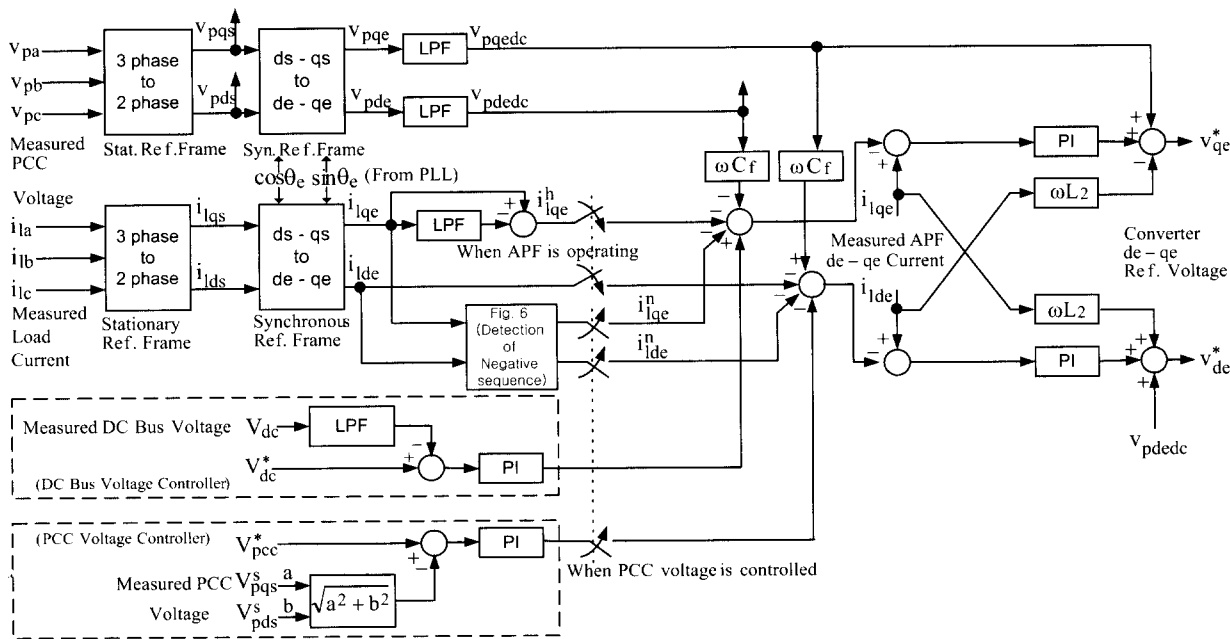 v_pa
v_pb
v_pc
Measured
PCC
Voltage
3 phase
to
2 phase
Stat. Ref.Frame
v_pqs
v_pds
ds - qs
to
de - qe
Syn.Ref.Frame
cosθ_e sinθ_e (From PLL)
v_pqe
v_pde
LPF
LPF
v_pqedc
v_pdedc
ωC_f
ωC_f
i_la
i_lb
i_lc
Measured
Load
Current
3 phase
to
2 phase
Stationary
Ref. Frame
i_lqs
i_lds
ds - qs
to
de - qe
Synchronous
Ref. Frame
i_lqe
i_lde
LPF
+
−
i^h_lqe
When APF is operating
Fig. 6
(Detection
of
Negative
sequence)
i^n_lqe
i^n_lde
−
−
−
+
+
−
−
−
−
+
i_lqe
Measured APF
de – qe Current
i_lde
−
+
PI
ωL_2
ωL_2
PI
+
+
−
v*_qe
Converter
de – qe
Ref. Voltage
+
+
+
v*_de
v_pdedc
Measured DC Bus Voltage V_dc
LPF
V*_dc
+
−
PI
(DC Bus Voltage Controller)
(PCC Voltage Controller)
V*_pcc
+
−
PI
When PCC voltage is controlled
Measured PCC V^s_pqs a
Voltage V^s_pds b
√a² + b²